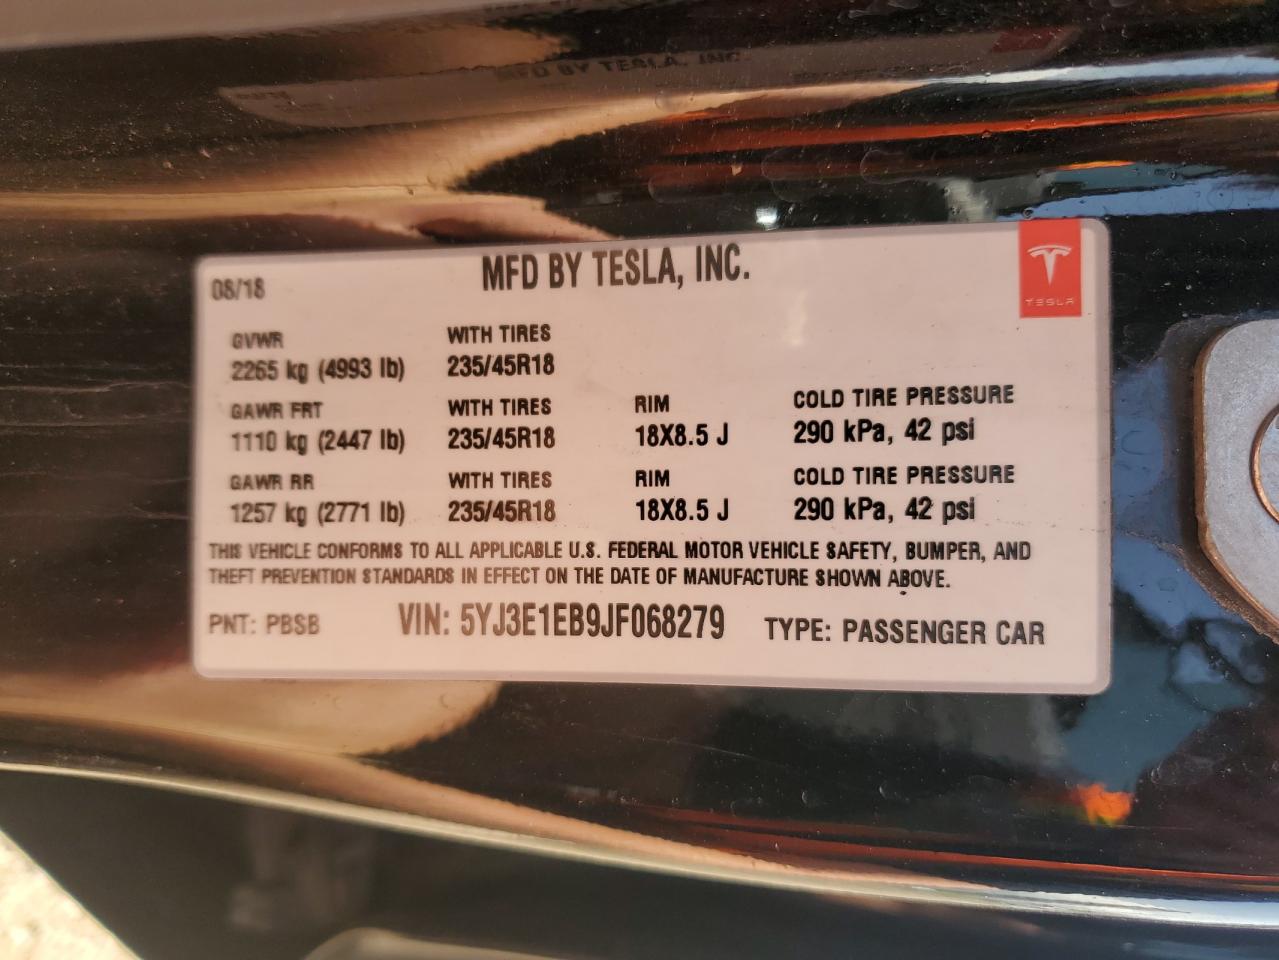 MFD BY TESLA, INC.
08/18 MFD BY TESLA, INC.
TESLA
GVWR WITH TIRES
2265 kg (4993 lb) 235/45R18
GAWR FRT WITH TIRES RIM COLD TIRE PRESSURE
1110 kg (2447 lb) 235/45R18 18X8.5 J 290 kPa, 42 psi
GAWR RR WITH TIRES RIM COLD TIRE PRESSURE
1257 kg (2771 lb) 235/45R18 18X8.5 J 290 kPa, 42 psi
THIS VEHICLE CONFORMS TO ALL APPLICABLE U.S. FEDERAL MOTOR VEHICLE SAFETY, BUMPER, AND
THEFT PREVENTION STANDARDS IN EFFECT ON THE DATE OF MANUFACTURE SHOWN ABOVE.
PNT: PBSB VIN: 5YJ3E1EB9JF068279 TYPE: PASSENGER CAR